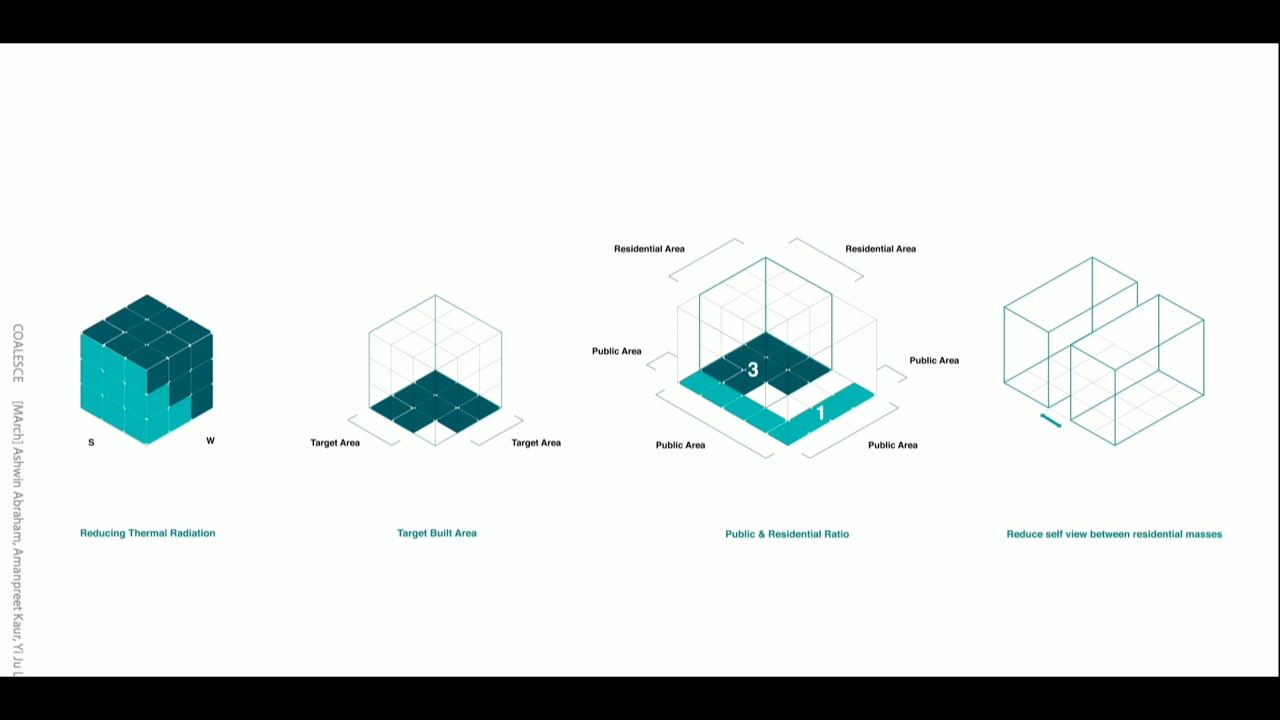 Residential Area
Residential Area
Public Area
Public Area
3
1
S
W
Target Area
Target Area
Public Area
Public Area
Reducing Thermal Radiation
Target Built Area
Public & Residential Ratio
Reduce self view between residential masses
COALESCE [MArch] Ashwin Abraham, Amanpreet Kaur, Yi Ju L